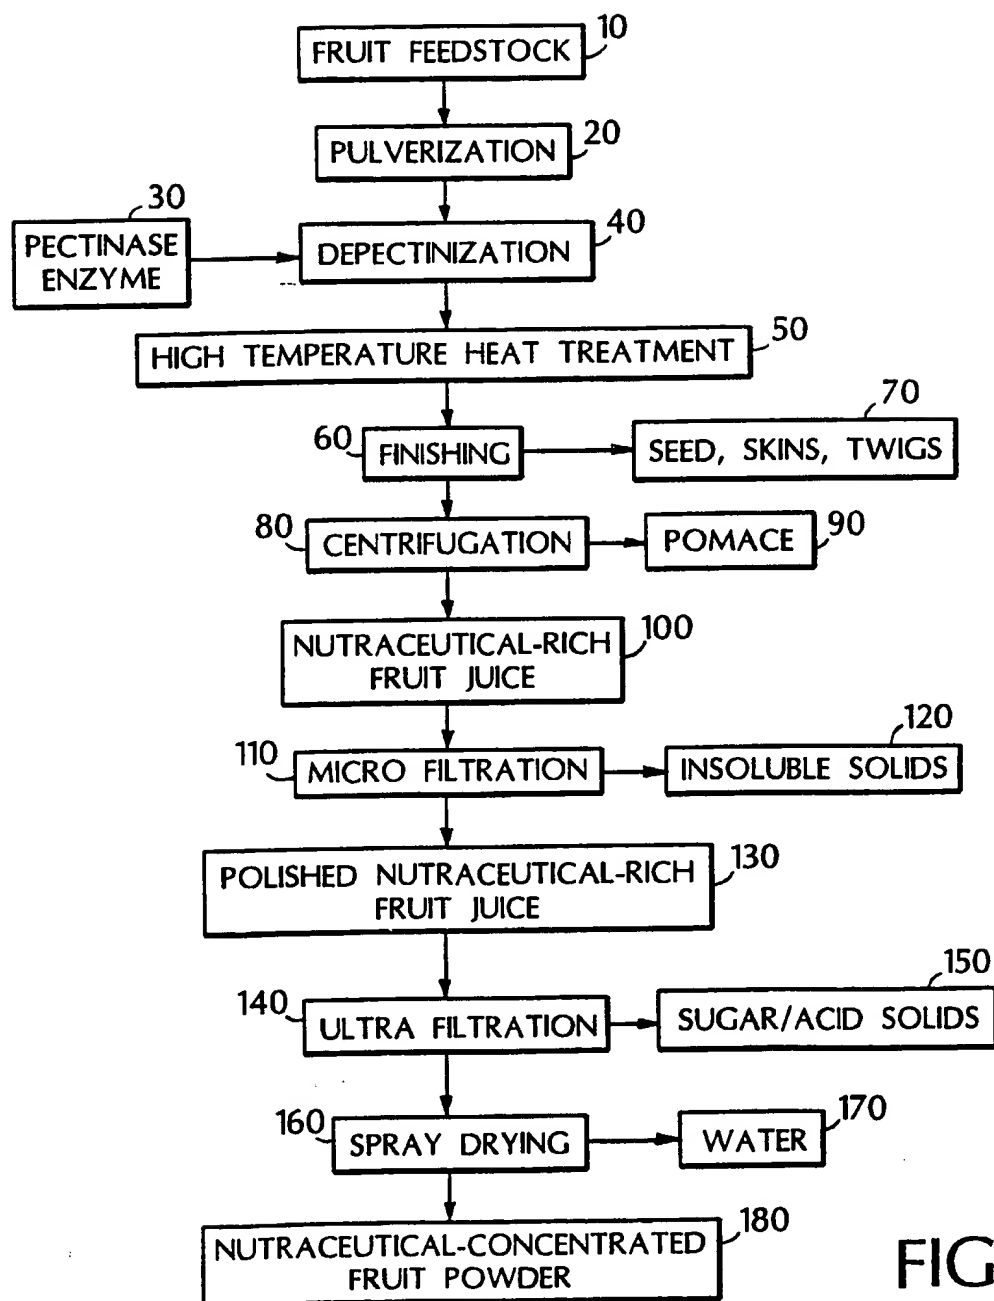 10
FRUIT FEEDSTOCK
20
PULVERIZATION
30
PECTINASE
ENZYME
40
DEPECTINIZATION
50
HIGH TEMPERATURE HEAT TREATMENT
60
FINISHING
70
SEED, SKINS, TWIGS
80
CENTRIFUGATION
POMACE
90
NUTRACEUTICAL-RICH
FRUIT JUICE
100
110
MICRO FILTRATION
120
INSOLUBLE SOLIDS
POLISHED NUTRACEUTICAL-RICH
FRUIT JUICE
130
140
ULTRA FILTRATION
150
SUGAR/ACID SOLIDS
160
SPRAY DRYING
170
WATER
180
NUTRACEUTICAL-CONCENTRATED
FRUIT POWDER
FIG